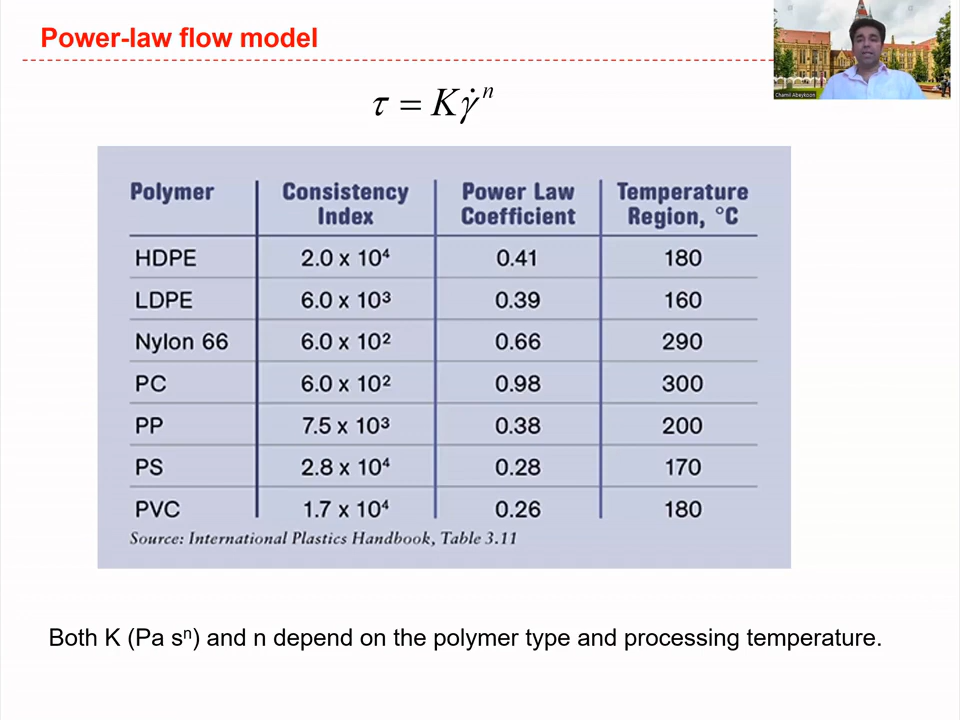 Power-law flow model
Chamil Abeykoon
τ = Kγ̇ⁿ
Polymer Consistency Index Power Law Coefficient Temperature Region, °C
HDPE 2.0 x 10⁴ 0.41 180
LDPE 6.0 x 10³ 0.39 160
Nylon 66 6.0 x 10² 0.66 290
PC 6.0 x 10² 0.98 300
PP 7.5 x 10³ 0.38 200
PS 2.8 x 10⁴ 0.28 170
PVC 1.7 x 10⁴ 0.26 180
Source: International Plastics Handbook, Table 3.11
Both K (Pa sⁿ) and n depend on the polymer type and processing temperature.